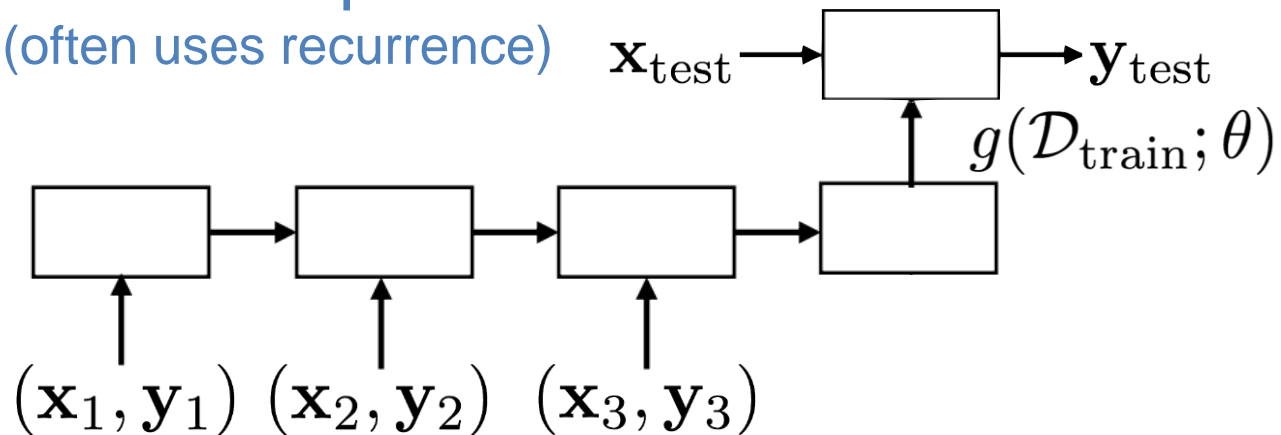 (often uses recurrence)
x_test
y_test
g(D_train; θ)
(x_1, y_1) (x_2, y_2) (x_3, y_3)